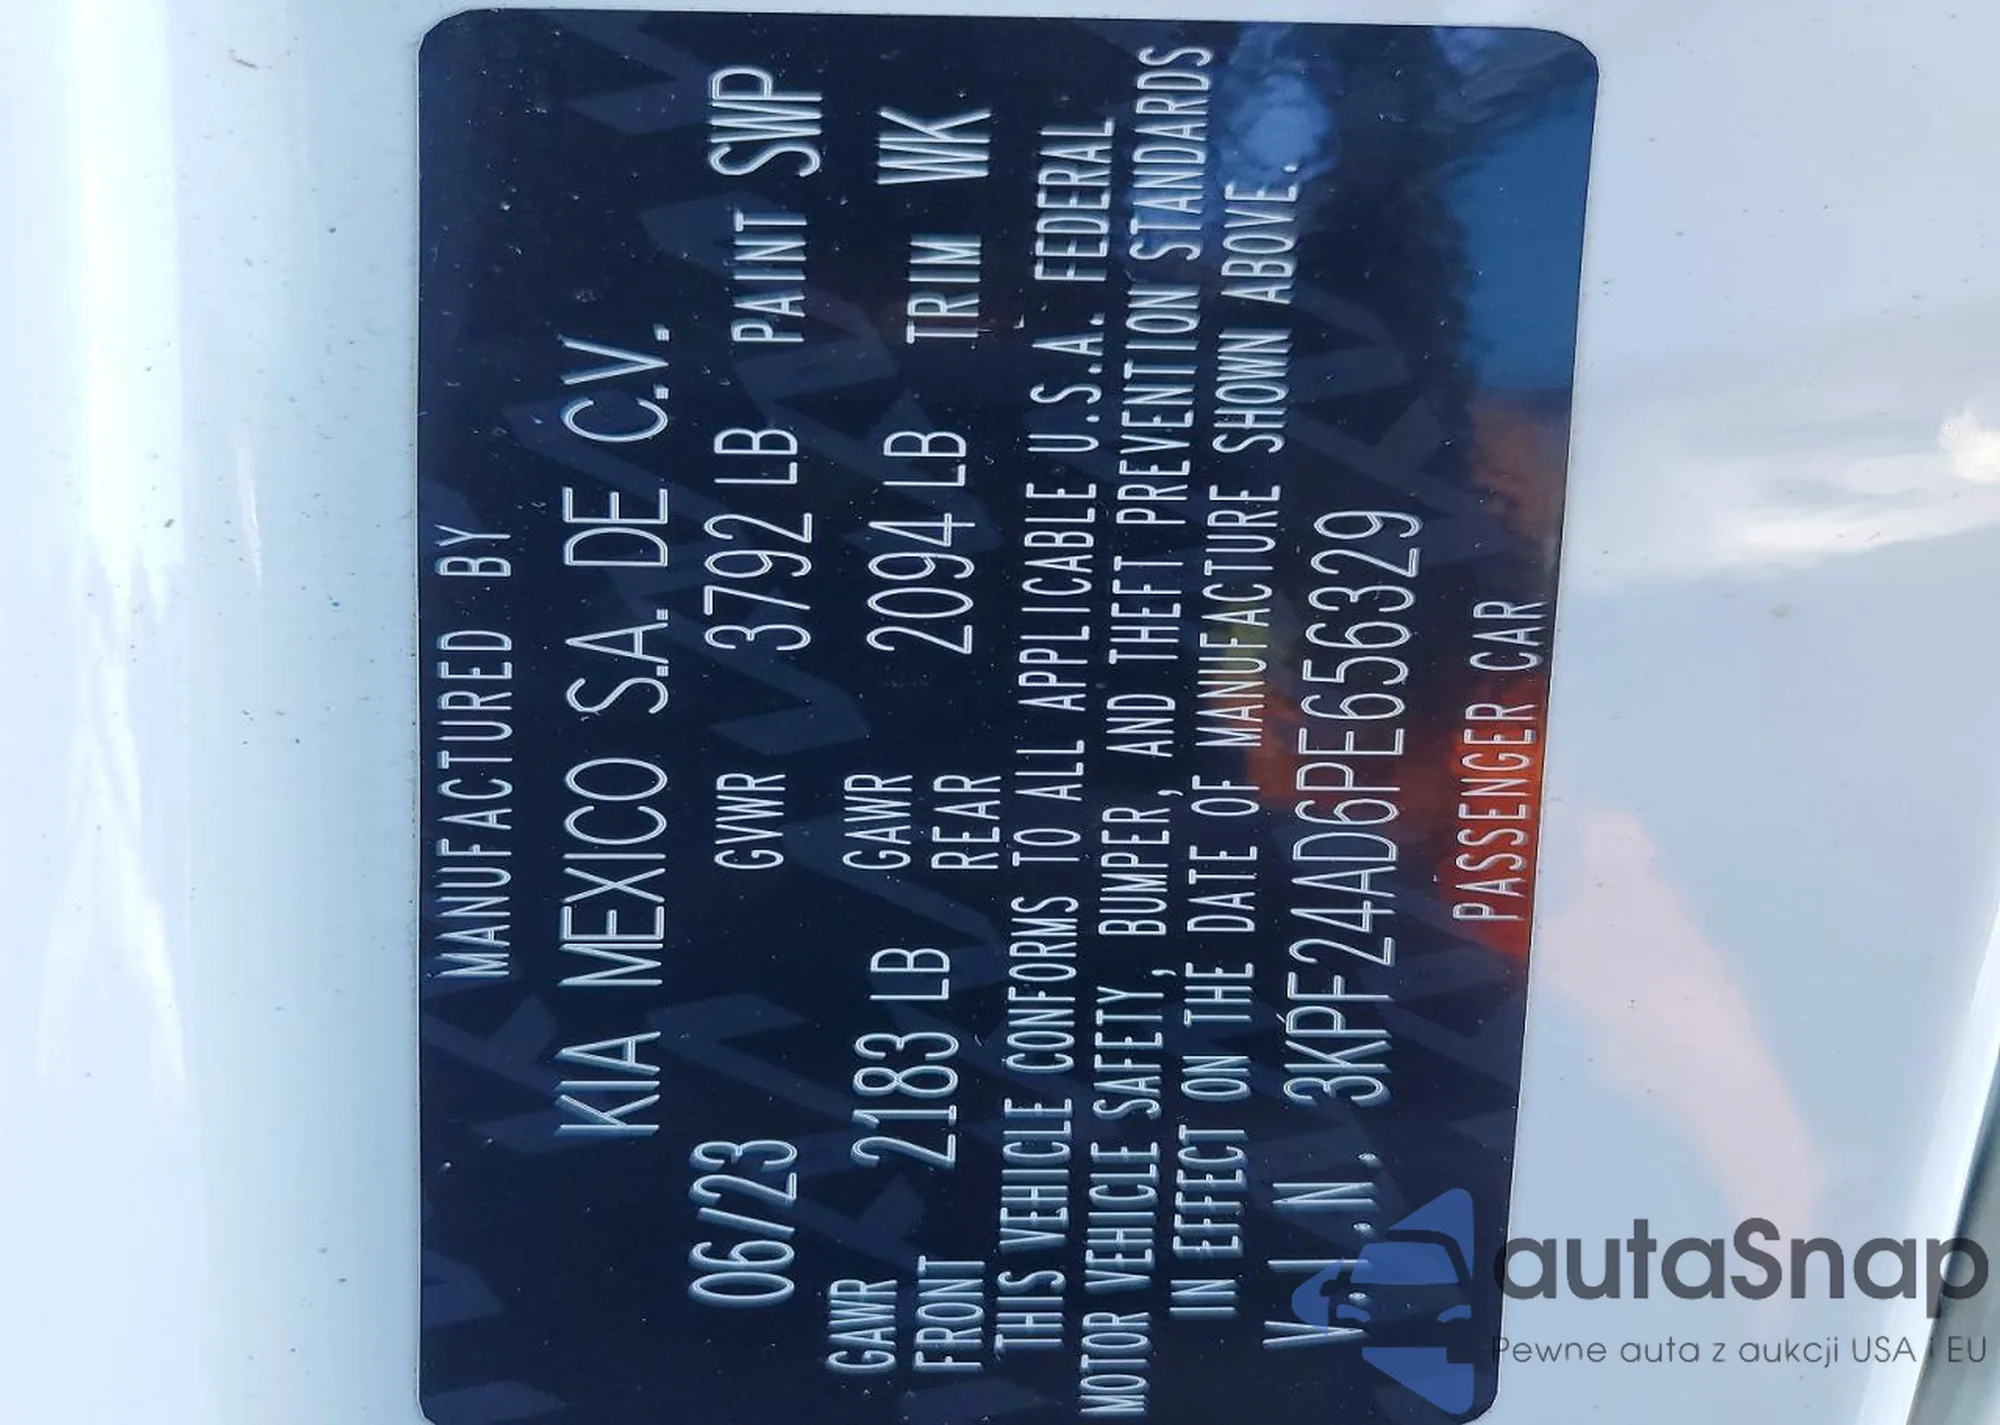 MANUFACTURED BY
KIA MEXICO S.A. DE C.V.
06/23 GVWR 3792 LB PAINT SWP
GAWR FRONT 2183 LB GAWR REAR 2094 LB TRIM WK
THIS VEHICLE CONFORMS TO ALL APPLICABLE U.S.A. FEDERAL
MOTOR VEHICLE SAFETY, BUMPER, AND THEFT PREVENTION STANDARDS
IN EFFECT ON THE DATE OF MANUFACTURE SHOWN ABOVE.
V.I.N. 3KPF24AD6PE656329
PASSENGER CAR
autaSnap
Pewne auta z aukcji USA i EU